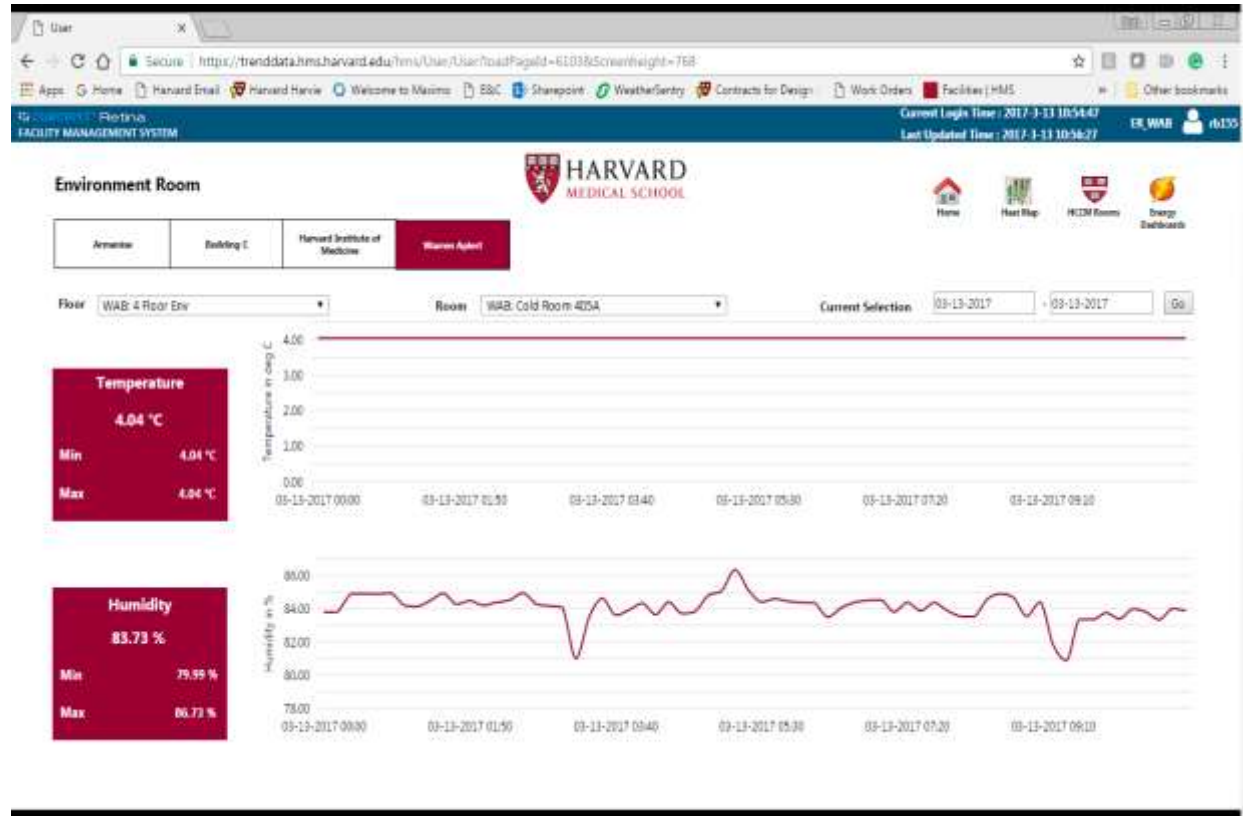 User
Secure https://trenddata.hms.harvard.edu/hms/User/User?loadPageId=6103&Screenheight=768
Apps Home Harvard Email Harvard Harvie Welcome to Maximo Sharepoint WeatherSentry Contracts for Design Work Orders Facilities | HMS » Other bookmarks
Retina
FACILITY MANAGEMENT SYSTEM
Current Login Time : 2017-3-13 10:54:47
Last Updated Time : 2017-3-13 10:56:27
ER_WAB rb155
Environment Room
HARVARD
MEDICAL SCHOOL
Home Heat Map HCCM Rooms Energy
Dashboards
Armenise Building C Harvard Institute of
Medicine
Warren Alpert
Floor WAB: 4 Floor Env Room WAB: Cold Room 405A Current Selection 03-13-2017 - 03-13-2017 Go
Temperature
4.04 °C
Min 4.04 °C
Max 4.04 °C
Temperature in deg C
4.00
3.00
2.00
1.00
0.00
03-13-2017 00:00 03-13-2017 01:50 03-13-2017 03:40 03-13-2017 05:30 03-13-2017 07:20 03-13-2017 09:10
Humidity
83.73 %
Min 79.99 %
Max 86.73 %
Humidity in %
86.00
84.00
82.00
80.00
78.00
03-13-2017 00:00 03-13-2017 01:50 03-13-2017 03:40 03-13-2017 05:30 03-13-2017 07:20 03-13-2017 09:10